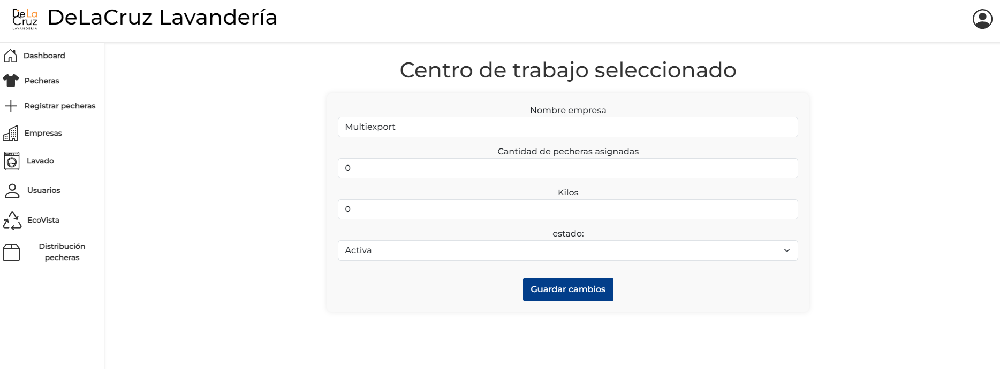 De La
Cruz
LAVANDERÍA
DeLaCruz Lavandería
Dashboard
Pecheras
Registrar pecheras
Empresas
Lavado
Usuarios
EcoVista
Distribución
pecheras
Centro de trabajo seleccionado
Nombre empresa
Multiexport
Cantidad de pecheras asignadas
0
Kilos
0
estado:
Activa
Guardar cambios